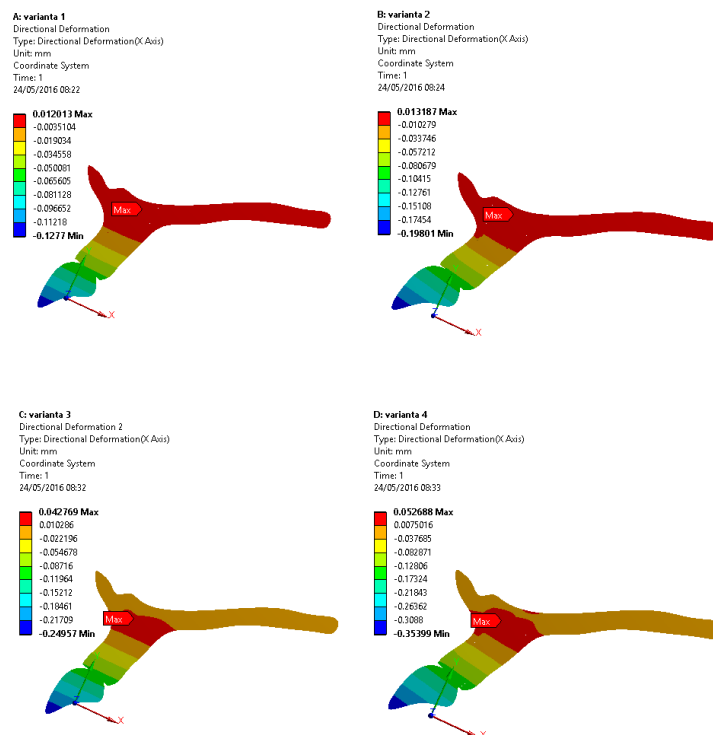 A: varianta 1
Directional Deformation
Type: Directional Deformation(X Axis)
Unit: mm
Coordinate System
Time: 1
24/05/2016 08:22
0.012013 Max
-0.0035104
-0.019034
-0.034558
-0.050081
-0.065605
-0.081128
-0.096652
-0.11218
-0.1277 Min
Max
Z
X
B: varianta 2
Directional Deformation
Type: Directional Deformation(X Axis)
Unit: mm
Coordinate System
Time: 1
24/05/2016 08:24
0.013187 Max
-0.010279
-0.033746
-0.057212
-0.080679
-0.10415
-0.12761
-0.15108
-0.17454
-0.19801 Min
Max
Z
X
C: varianta 3
Directional Deformation 2
Type: Directional Deformation(X Axis)
Unit: mm
Coordinate System
Time: 1
24/05/2016 08:32
0.042769 Max
0.010286
-0.022196
-0.054678
-0.08716
-0.11964
-0.15212
-0.18461
-0.21709
-0.24957 Min
Max
Z
X
D: varianta 4
Directional Deformation
Type: Directional Deformation(X Axis)
Unit: mm
Coordinate System
Time: 1
24/05/2016 08:33
0.052688 Max
0.0075016
-0.037685
-0.082871
-0.12806
-0.17324
-0.21843
-0.26362
-0.3088
-0.35399 Min
Max
Z
X